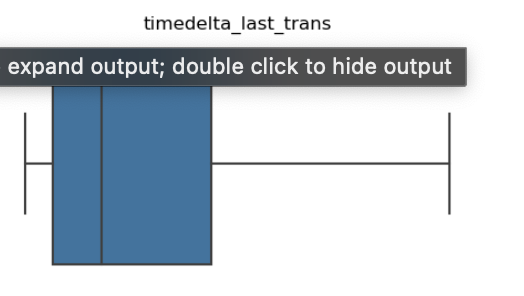 timedelta_last_trans
expand output; double click to hide output